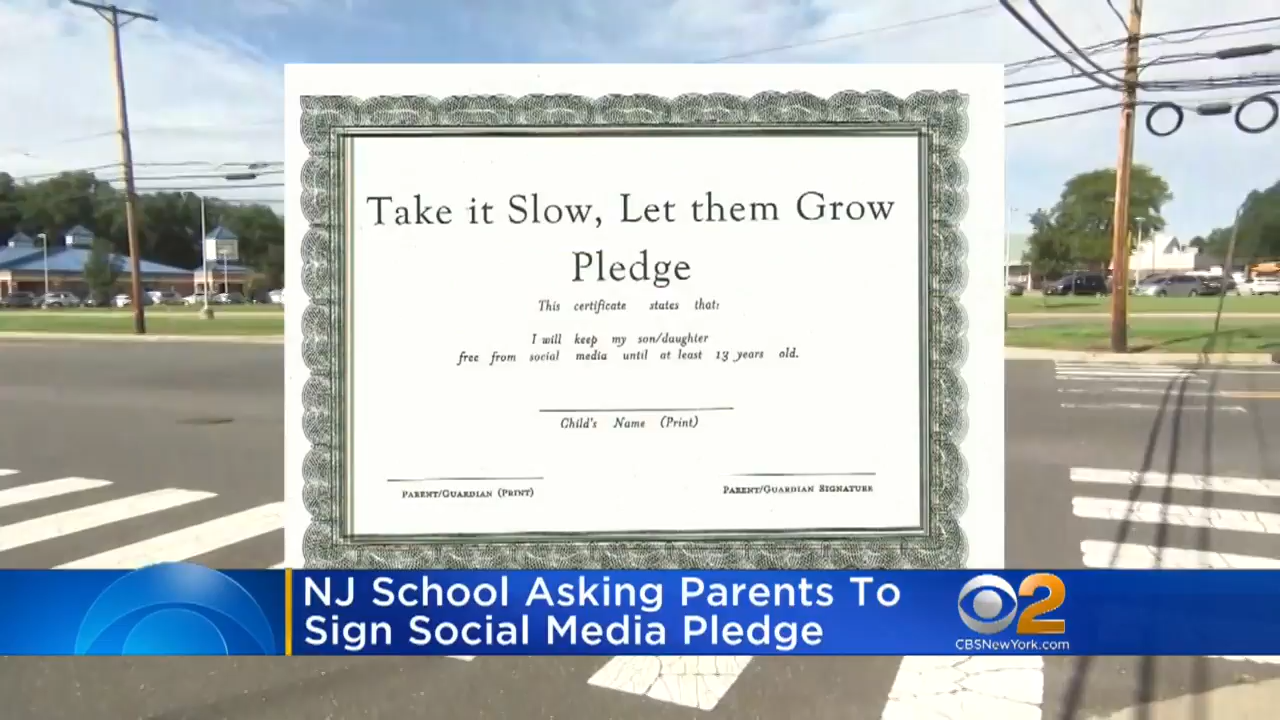 Take it Slow, Let them Grow
Pledge
This certificate states that:
I will keep my son/daughter
free from social media until at least 13 years old.
Child's Name (Print)
Parent/Guardian (Print)
Parent/Guardian Signature
NJ School Asking Parents To
Sign Social Media Pledge
2
CBSNewYork.com